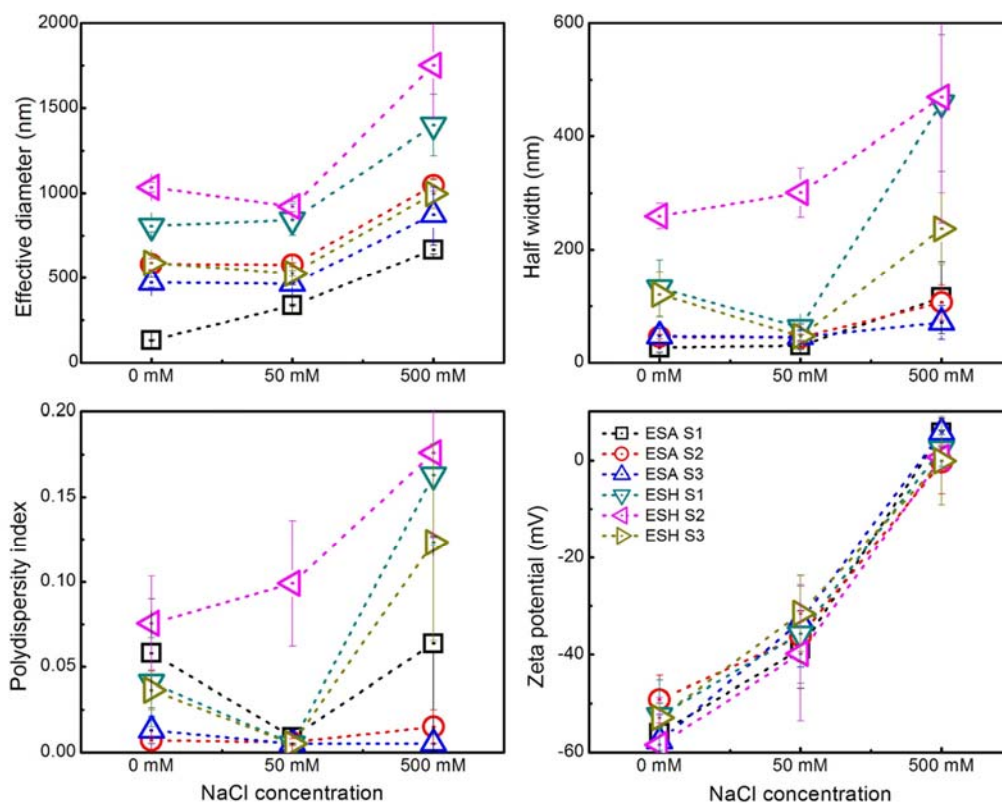 2000
1500
1000
500
0
Effective diameter (nm)
0 mM 50 mM 500 mM
600
400
200
0
Half width (nm)
0 mM 50 mM 500 mM
0.20
0.15
0.10
0.05
0.00
Polydispersity index
0 mM 50 mM 500 mM
NaCl concentration
0
-20
-40
-60
Zeta potential (mV)
ESA S1
ESA S2
ESA S3
ESH S1
ESH S2
ESH S3
0 mM 50 mM 500 mM
NaCl concentration